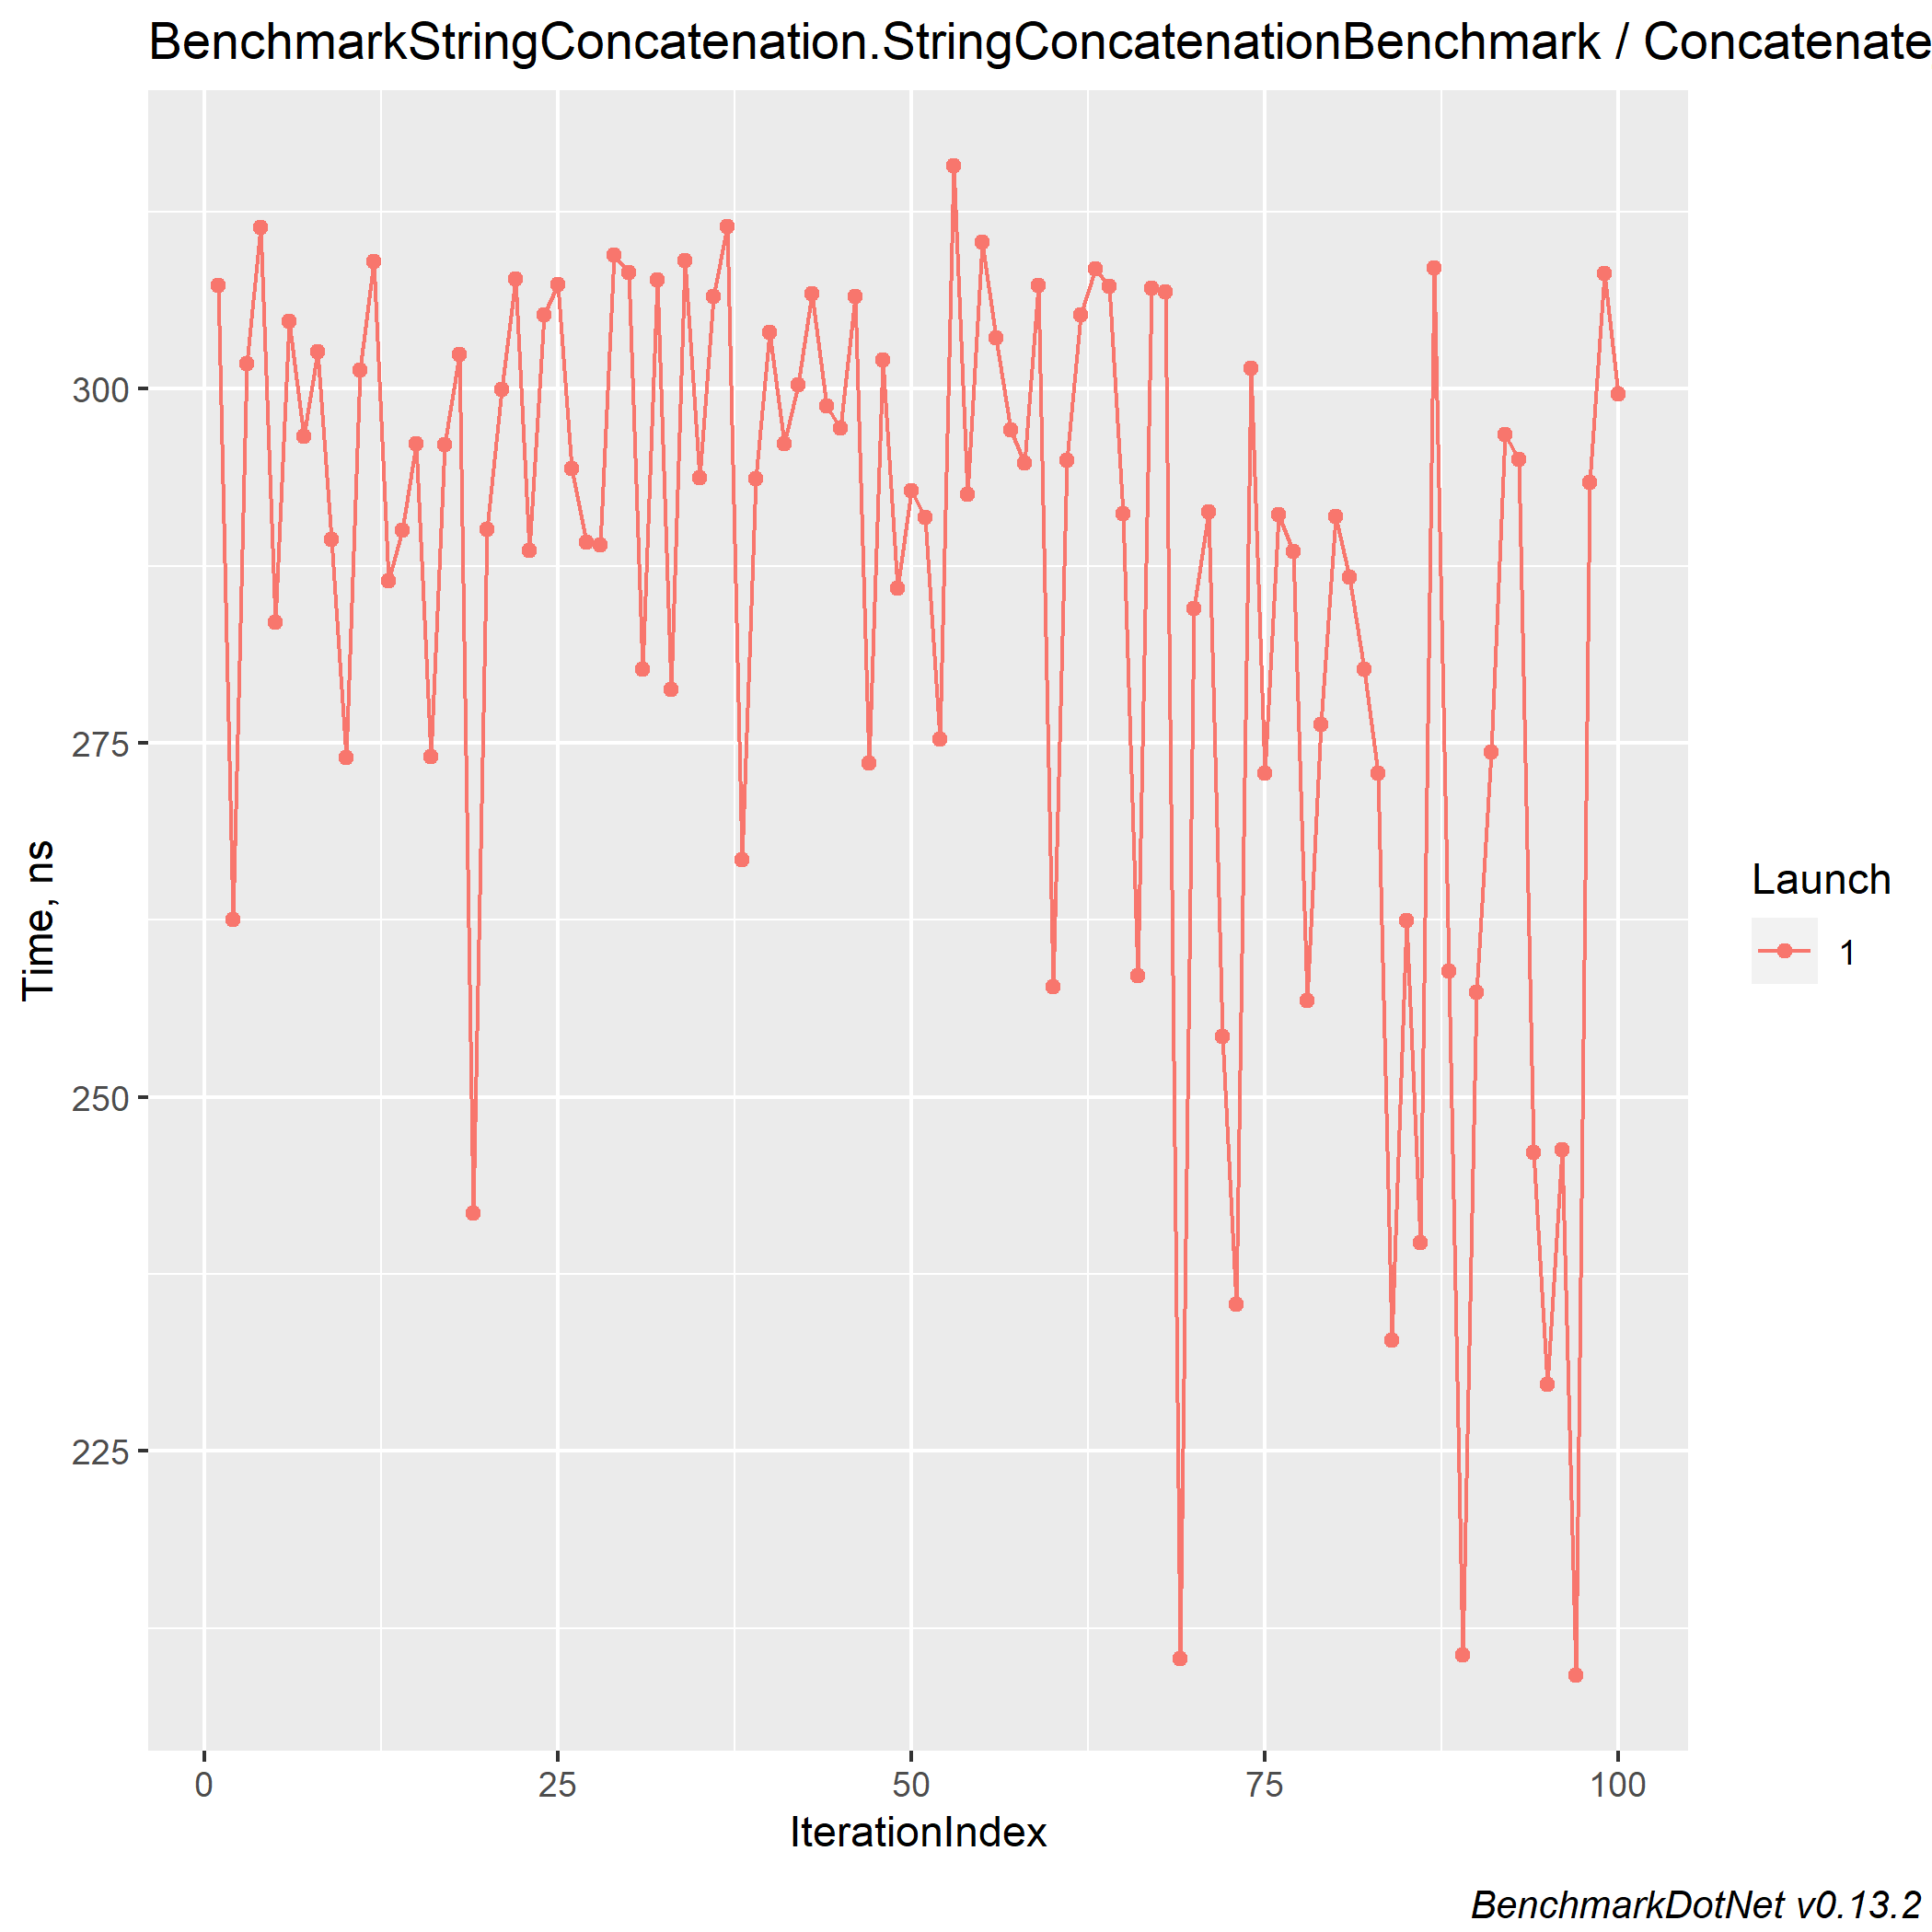 BenchmarkStringConcatenation.StringConcatenationBenchmark / Concatenate
300
275
250
225
Time, ns
0 25 50 75 100
IterationIndex
Launch
1
BenchmarkDotNet v0.13.2